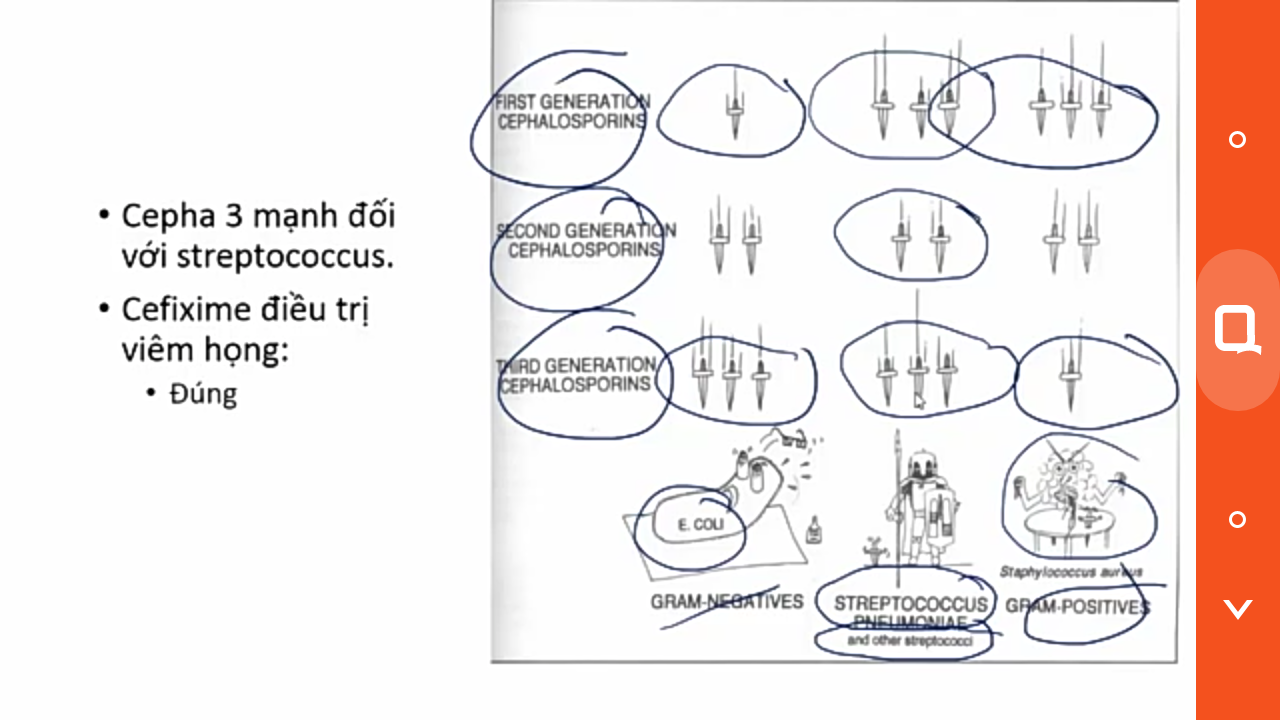 • Cepha 3 mạnh đối
với streptococcus.
• Cefixime điều trị
viêm họng:
• Đúng
FIRST GENERATION
CEPHALOSPORINS
SECOND GENERATION
CEPHALOSPORINS
THIRD GENERATION
CEPHALOSPORINS
E. COLI
GRAM-NEGATIVES
STREPTOCOCCUS
PNEUMONIAE
and other streptococci
Staphylococcus aureus
GRAM-POSITIVES